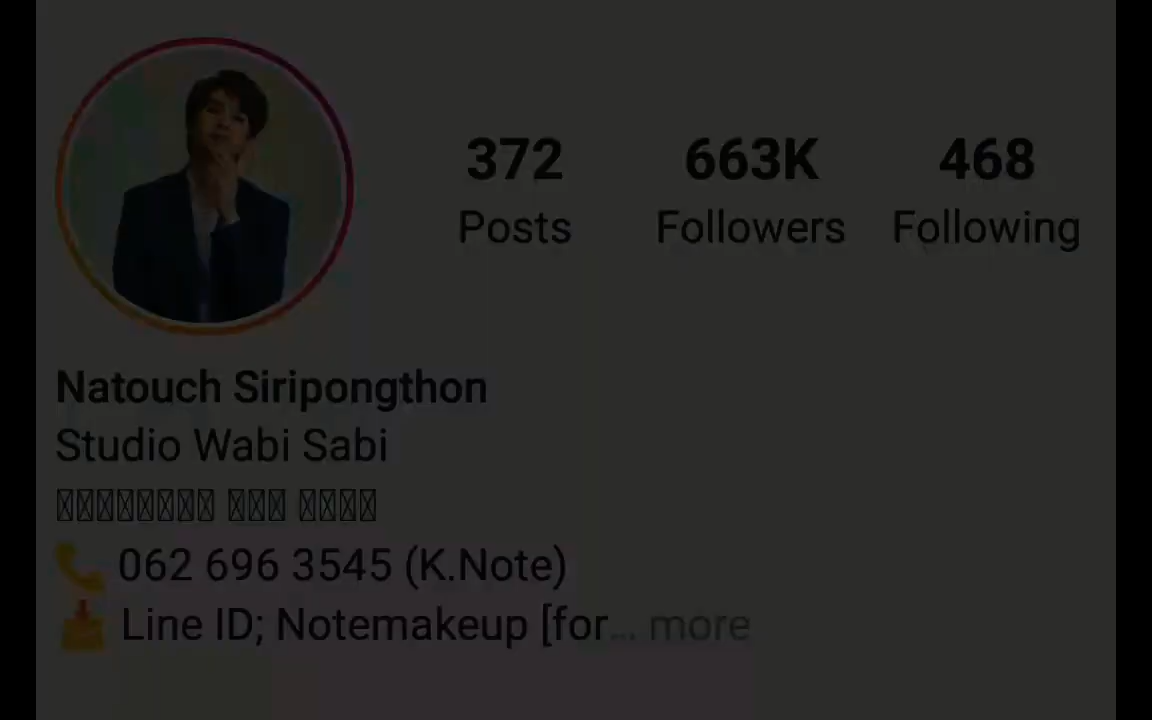 372 663K 468
Posts Followers Following
Natouch Siripongthon
Studio Wabi Sabi
062 696 3545 (K.Note)
Line ID; Notemakeup [for... more